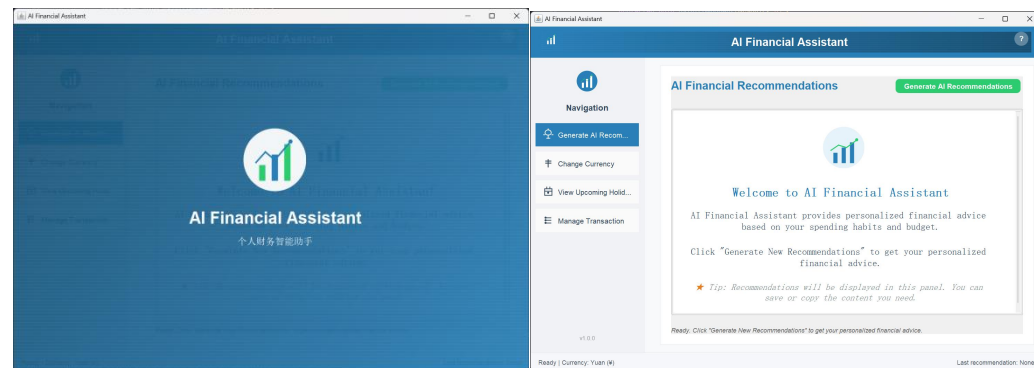 AI Financial Assistant
AI Financial Assistant
个人财务智能助手
AI Financial Assistant
AI Financial Assistant
?
Navigation
Generate AI Recom...
Change Currency
View Upcoming Holid...
Manage Transaction
v1.0.0
AI Financial Recommendations
Generate AI Recommendations
Welcome to AI Financial Assistant
AI Financial Assistant provides personalized financial advice
based on your spending habits and budget.
Click "Generate New Recommendations" to get your personalized
financial advice.
★ Tip: Recommendations will be displayed in this panel. You can
save or copy the content you need.
Ready. Click "Generate New Recommendations" to get your personalized financial advice.
Ready | Currency: Yuan (¥)
Last recommendation: None